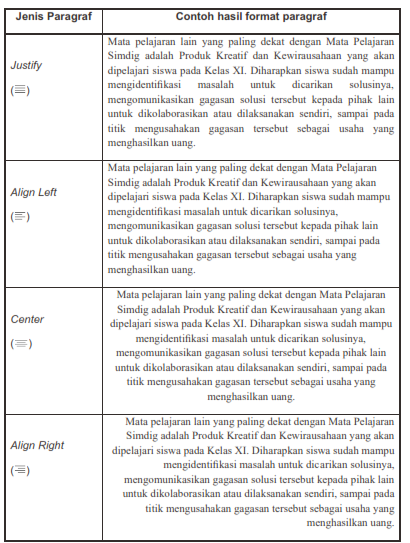 Jenis Paragraf
Contoh hasil format paragraf
Justify
(≡)
Mata pelajaran lain yang paling dekat dengan Mata Pelajaran
Simdig adalah Produk Kreatif dan Kewirausahaan yang akan
dipelajari siswa pada Kelas XI. Diharapkan siswa sudah mampu
mengidentifikasi masalah untuk dicarikan solusinya,
mengomunikasikan gagasan solusi tersebut kepada pihak lain
untuk dikolaborasikan atau dilaksanakan sendiri, sampai pada
titik mengusahakan gagasan tersebut sebagai usaha yang
menghasilkan uang.
Align Left
(≡)
Mata pelajaran lain yang paling dekat dengan Mata Pelajaran
Simdig adalah Produk Kreatif dan Kewirausahaan yang akan
dipelajari siswa pada Kelas XI. Diharapkan siswa sudah mampu
mengidentifikasi masalah untuk dicarikan solusinya,
mengomunikasikan gagasan solusi tersebut kepada pihak lain
untuk dikolaborasikan atau dilaksanakan sendiri, sampai pada
titik mengusahakan gagasan tersebut sebagai usaha yang
menghasilkan uang.
Center
(≡)
Mata pelajaran lain yang paling dekat dengan Mata Pelajaran
Simdig adalah Produk Kreatif dan Kewirausahaan yang akan
dipelajari siswa pada Kelas XI. Diharapkan siswa sudah mampu
mengidentifikasi masalah untuk dicarikan solusinya,
mengomunikasikan gagasan solusi tersebut kepada pihak lain
untuk dikolaborasikan atau dilaksanakan sendiri, sampai pada
titik mengusahakan gagasan tersebut sebagai usaha yang
menghasilkan uang.
Align Right
(≡)
Mata pelajaran lain yang paling dekat dengan Mata Pelajaran
Simdig adalah Produk Kreatif dan Kewirausahaan yang akan
dipelajari siswa pada Kelas XI. Diharapkan siswa sudah mampu
mengidentifikasi masalah untuk dicarikan solusinya,
mengomunikasikan gagasan solusi tersebut kepada pihak lain
untuk dikolaborasikan atau dilaksanakan sendiri, sampai pada
titik mengusahakan gagasan tersebut sebagai usaha yang
menghasilkan uang.